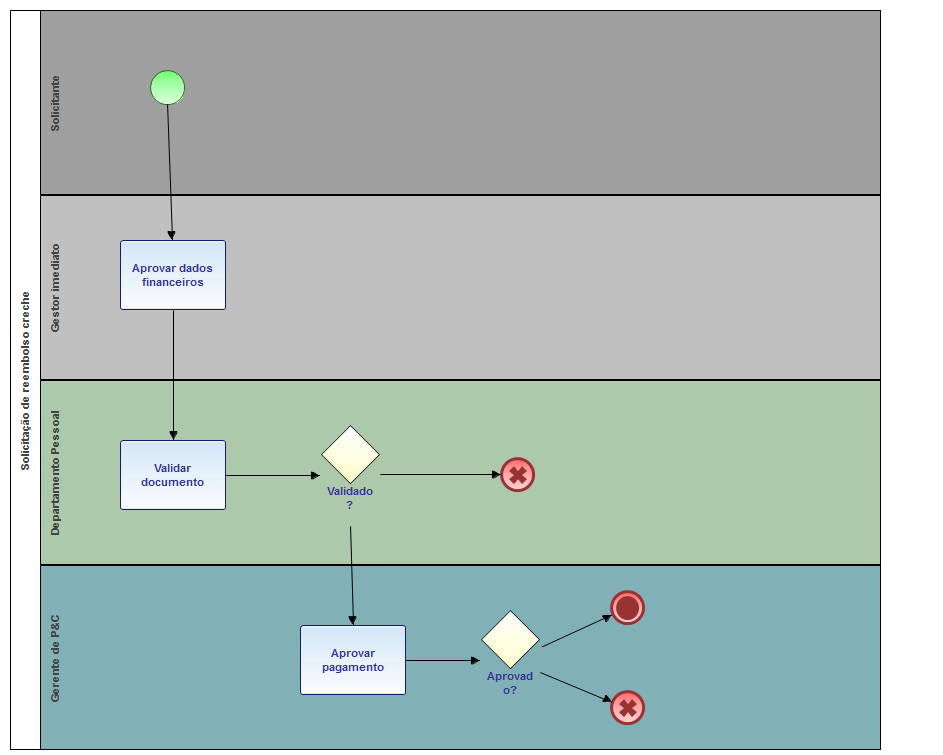 Solicitação de reembolso creche
Solicitante
Gestor imediato
Aprovar dados
financeiros
Departamento Pessoal
Validar
documento
Validado
?
Gerente de P&C
Aprovar
pagamento
Aprovad
o?